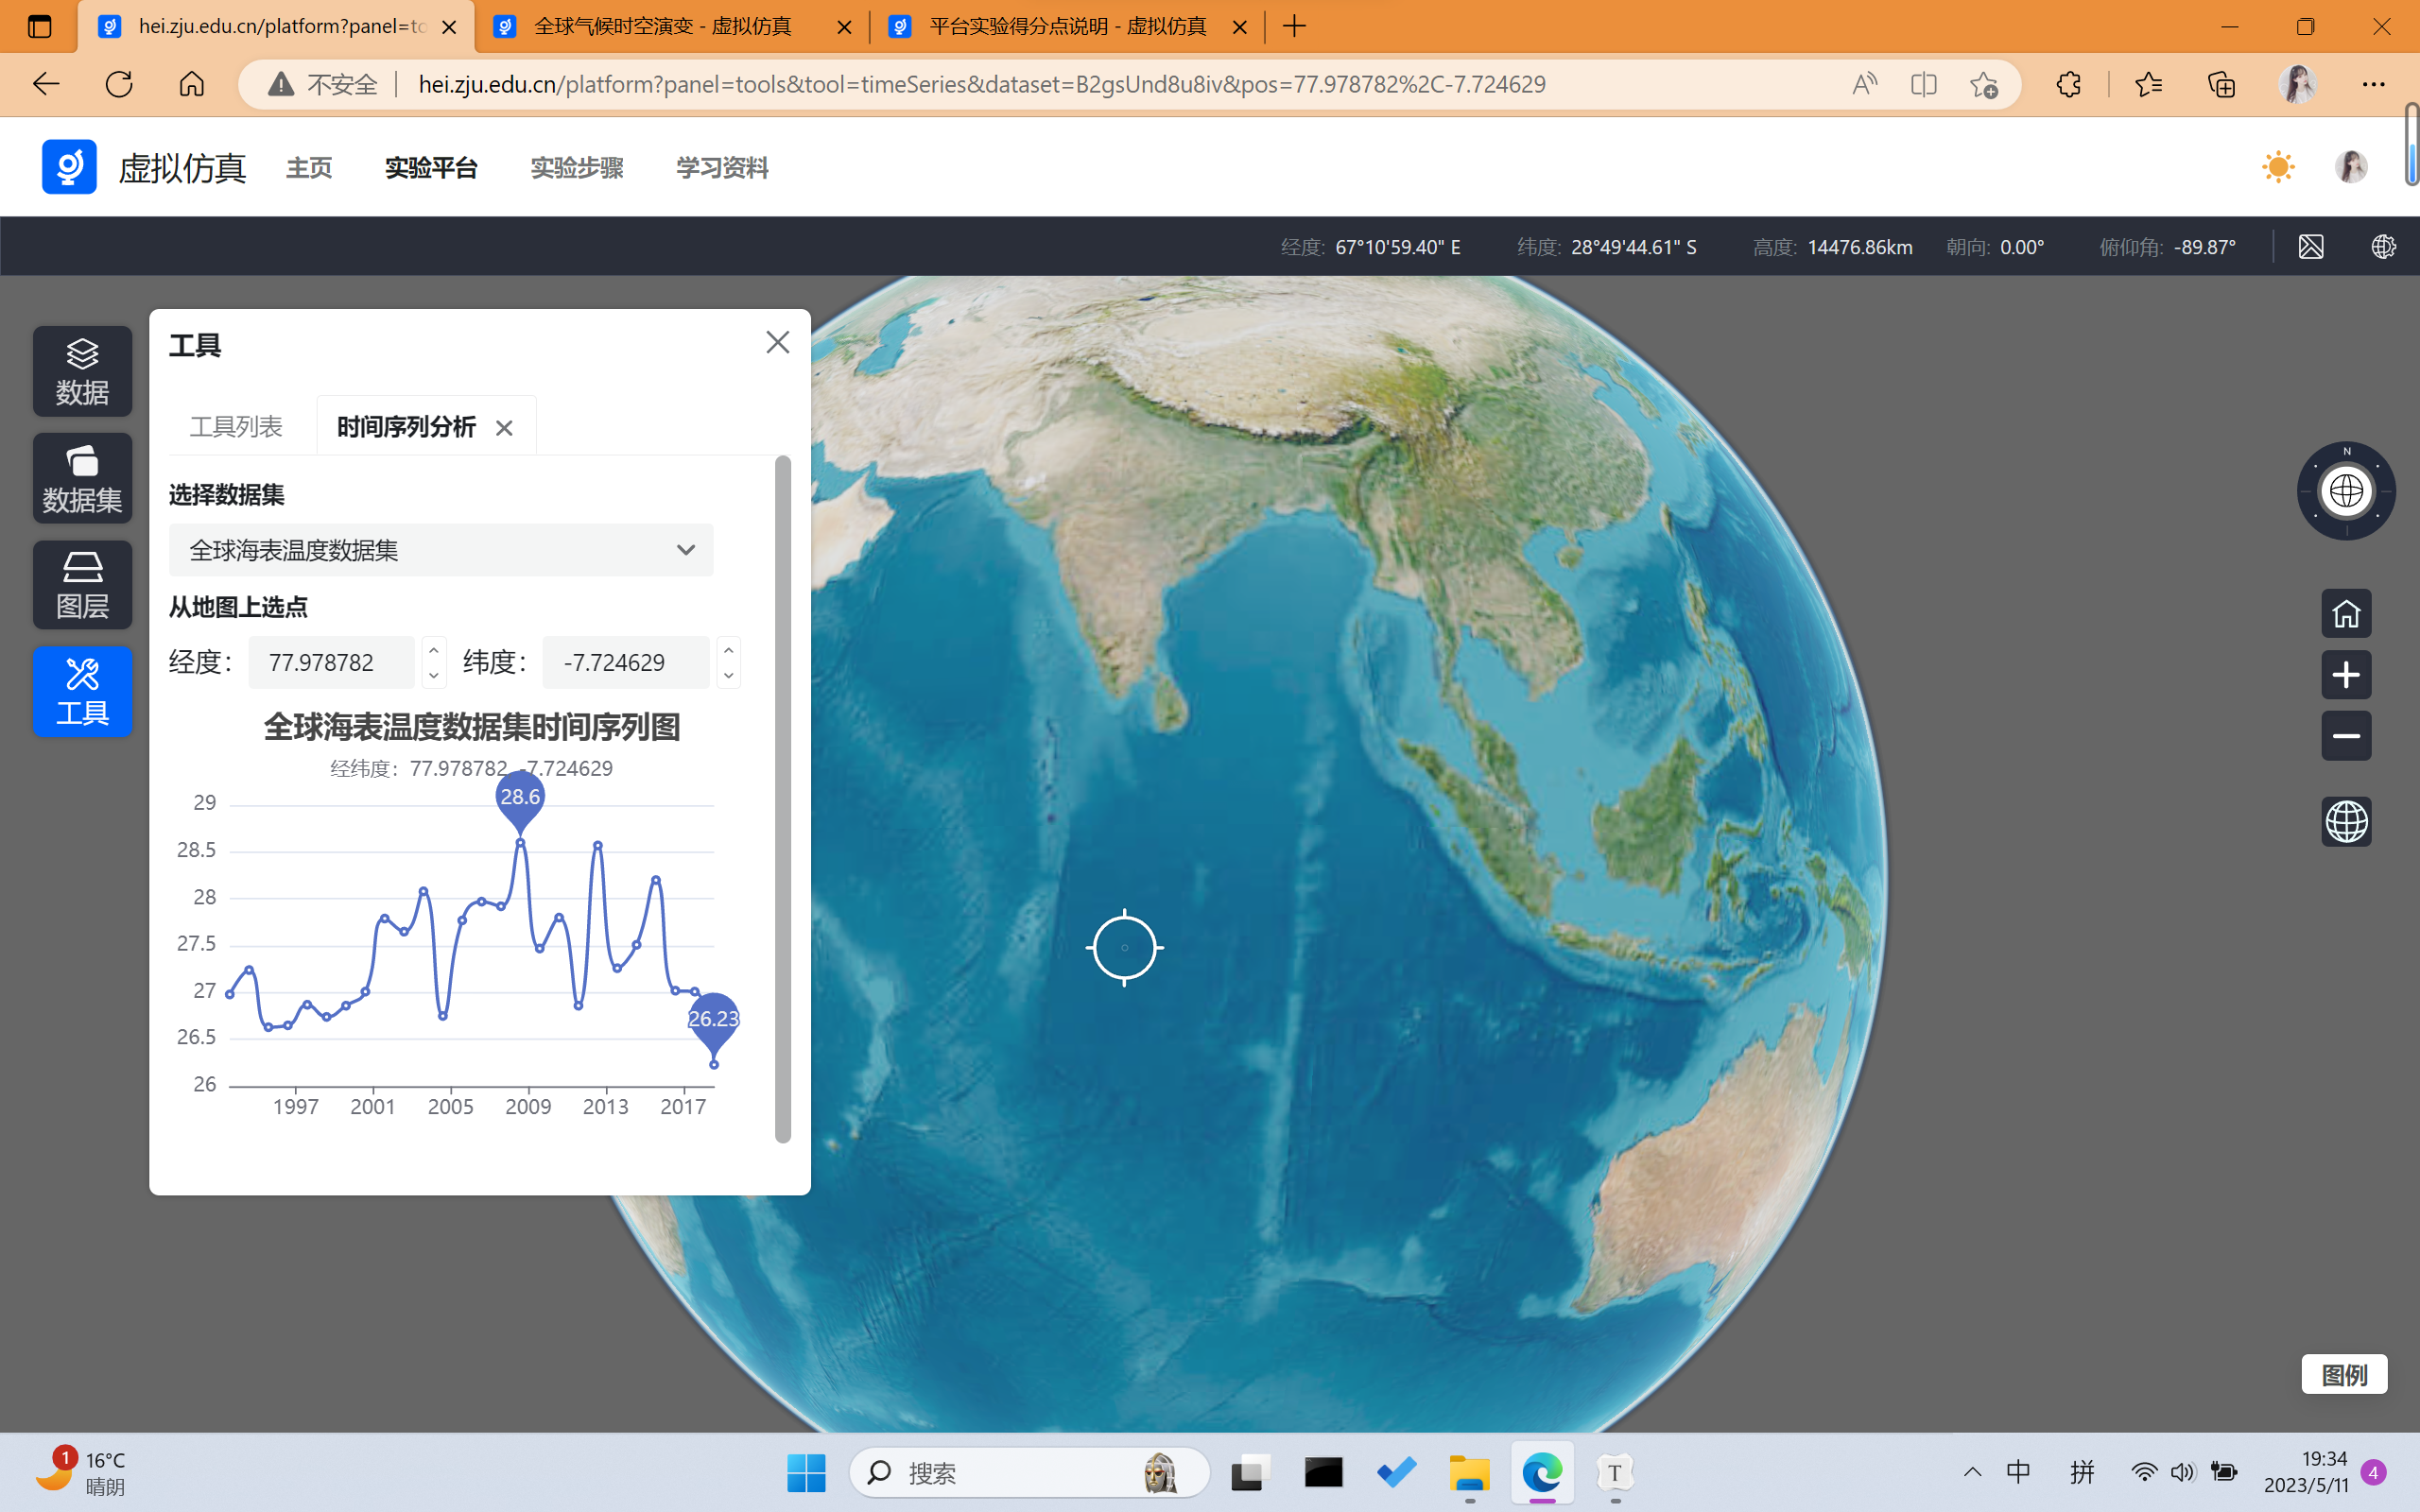 hei.zju.edu.cn/platform?panel=to
全球气候时空演变 - 虚拟仿真
平台实验得分点说明 - 虚拟仿真
不安全
hei.zju.edu.cn/platform?panel=tools&tool=timeSeries&dataset=B2gsUnd8u8iv&pos=77.978782%2C-7.724629
虚拟仿真 主页 实验平台 实验步骤 学习资料
经度: 67°10'59.40" E 纬度: 28°49'44.61" S 高度: 14476.86km 朝向: 0.00° 俯仰角: -89.87°
数据
数据集
图层
工具
工具
工具列表 时间序列分析
选择数据集
全球海表温度数据集
从地图上选点
经度： 77.978782 纬度： -7.724629
全球海表温度数据集时间序列图
经纬度：77.978782, -7.724629
28.6
29
28.5
28
27.5
27
26.5
26
26.23
1997 2001 2005 2009 2013 2017
N
图例
1
16°C
晴朗
搜索
T
中 拼
19:34
2023/5/11
4